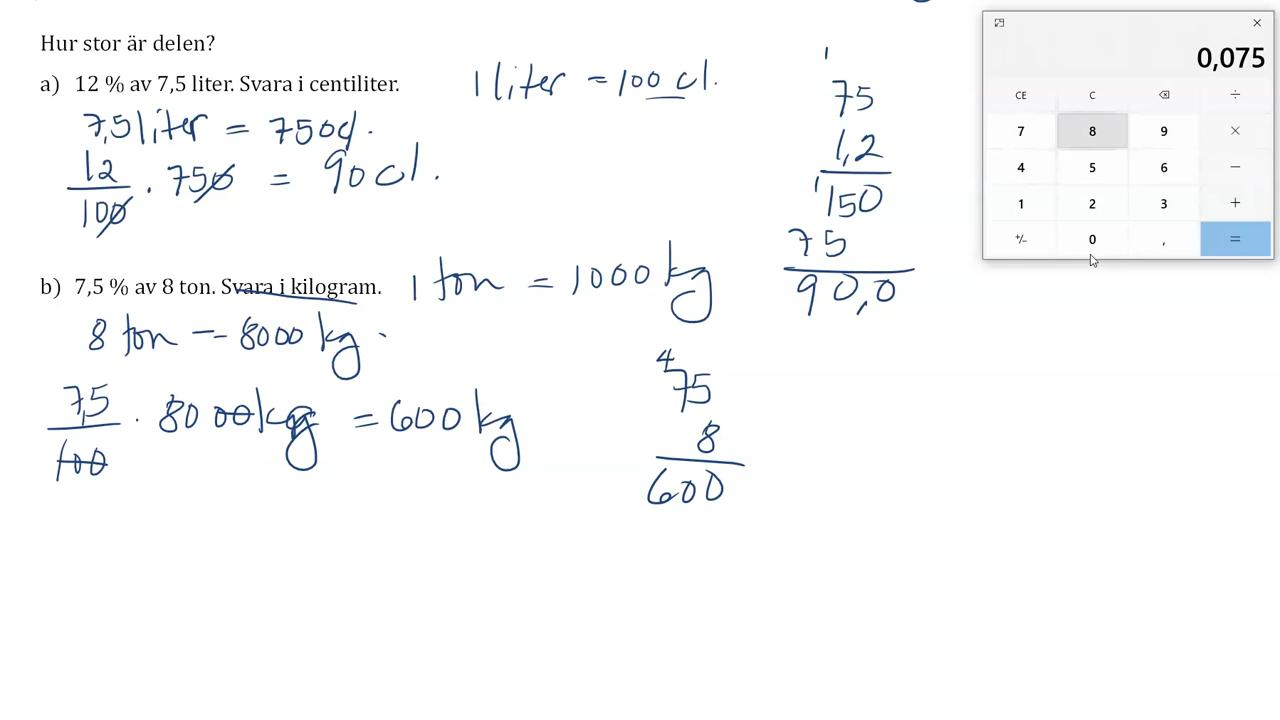 Hur stor är delen?
a) 12 % av 7,5 liter. Svara i centiliter.
1 liter = 100 cl.
7,5 liter = 750 cl.
12/100 · 750 = 90 cl.
1
75
1,2
1 150
75
90,0
b) 7,5 % av 8 ton. Svara i kilogram.
1 ton = 1000 kg
8 ton = 8000 kg.
7,5/100 · 8000 kg = 600 kg
4
75
8
600
0,075
CE C ⌫ ÷
7 8 9 ×
4 5 6 −
1 2 3 +
+/− 0 , =